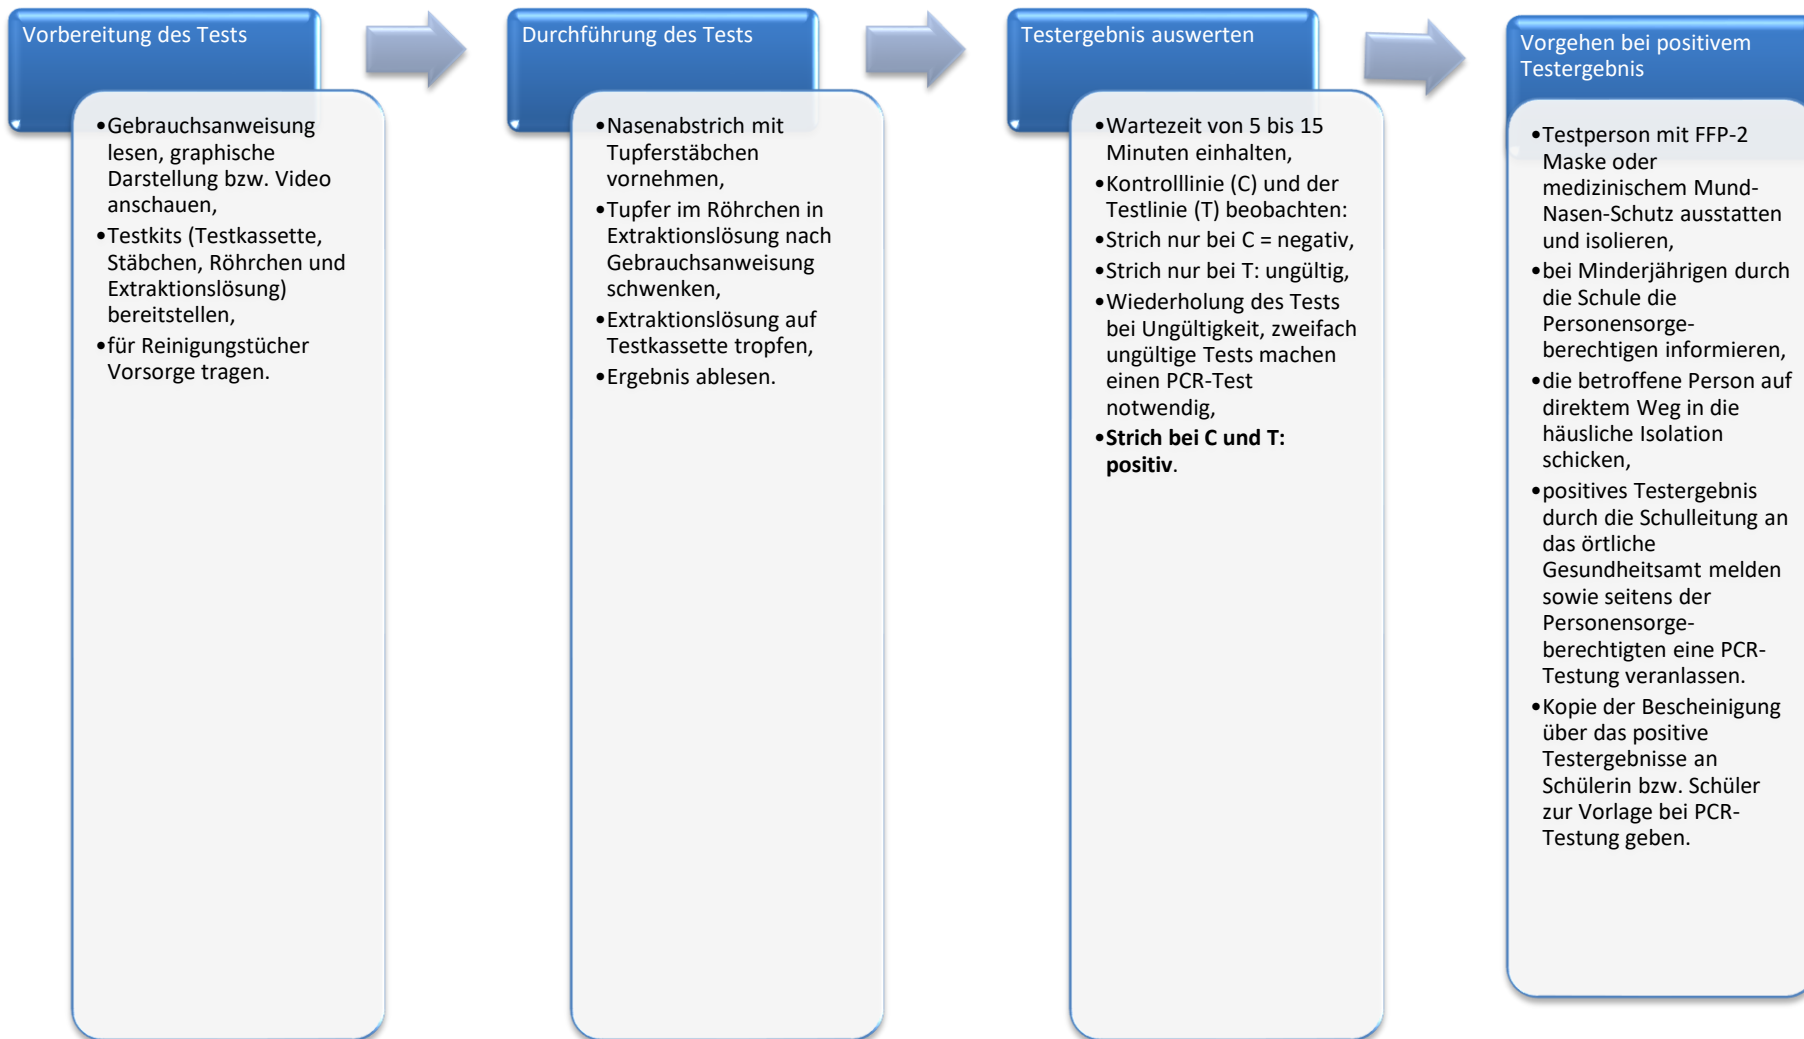 Vorbereitung des Tests
•Gebrauchsanweisung
lesen, graphische
Darstellung bzw. Video
anschauen,
•Testkits (Testkassette,
Stäbchen, Röhrchen und
Extraktionslösung)
bereitstellen,
•für Reinigungstücher
Vorsorge tragen.
Durchführung des Tests
•Nasenabstrich mit
Tupferstäbchen
vornehmen,
•Tupfer im Röhrchen in
Extraktionslösung nach
Gebrauchsanweisung
schwenken,
•Extraktionslösung auf
Testkassette tropfen,
•Ergebnis ablesen.
Testergebnis auswerten
•Wartezeit von 5 bis 15
Minuten einhalten,
•Kontrolllinie (C) und der
Testlinie (T) beobachten:
•Strich nur bei C = negativ,
•Strich nur bei T: ungültig,
•Wiederholung des Tests
bei Ungültigkeit, zweifach
ungültige Tests machen
einen PCR-Test
notwendig,
•Strich bei C und T:
positiv.
Vorgehen bei positivem
Testergebnis
•Testperson mit FFP-2
Maske oder
medizinischem Mund-
Nasen-Schutz ausstatten
und isolieren,
•bei Minderjährigen durch
die Schule die
Personensorge-
berechtigen informieren,
•die betroffene Person auf
direktem Weg in die
häusliche Isolation
schicken,
•positives Testergebnis
durch die Schulleitung an
das örtliche
Gesundheitsamt melden
sowie seitens der
Personensorge-
berechtigten eine PCR-
Testung veranlassen.
•Kopie der Bescheinigung
über das positive
Testergebnisse an
Schülerin bzw. Schüler
zur Vorlage bei PCR-
Testung geben.